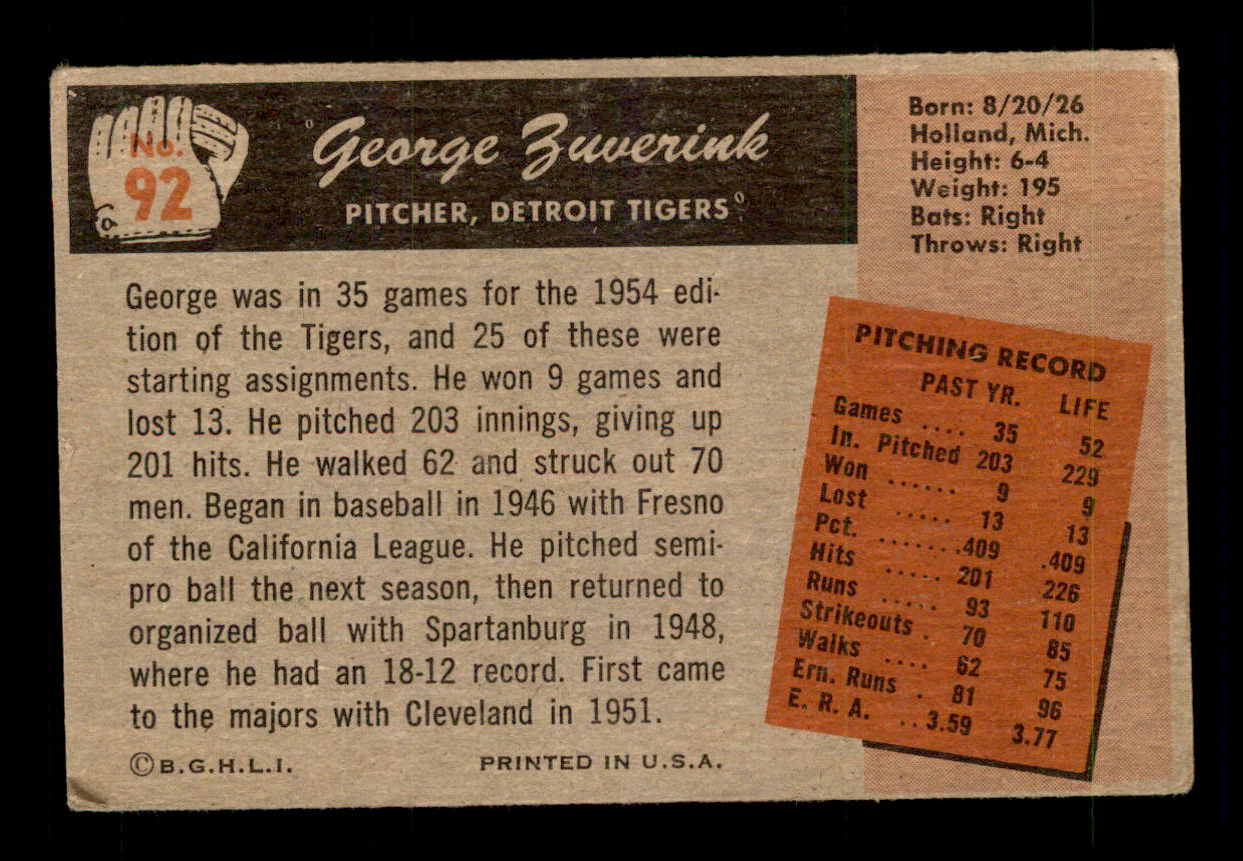 No.
92
George Zuverink
PITCHER, DETROIT TIGERS
Born: 8/20/26
Holland, Mich.
Height: 6-4
Weight: 195
Bats: Right
Throws: Right
George was in 35 games for the 1954 edi-
tion of the Tigers, and 25 of these were
starting assignments. He won 9 games and
lost 13. He pitched 203 innings, giving up
201 hits. He walked 62 and struck out 70
men. Began in baseball in 1946 with Fresno
of the California League. He pitched semi-
pro ball the next season, then returned to
organized ball with Spartanburg in 1948,
where he had an 18-12 record. First came
to the majors with Cleveland in 1951.
PITCHING RECORD
PAST YR. LIFE
Games .... 35 52
In. Pitched 203 229
Won ...... 9 9
Lost ..... 13 13
Pct. .......409 .409
Hits ..... 201 226
Runs ..... 93 110
Strikeouts . 70 85
Walks .... 62 75
Ern. Runs . 81 96
E. R. A. ..3.59 3.77
©B.G.H.L.I.
PRINTED IN U.S.A.